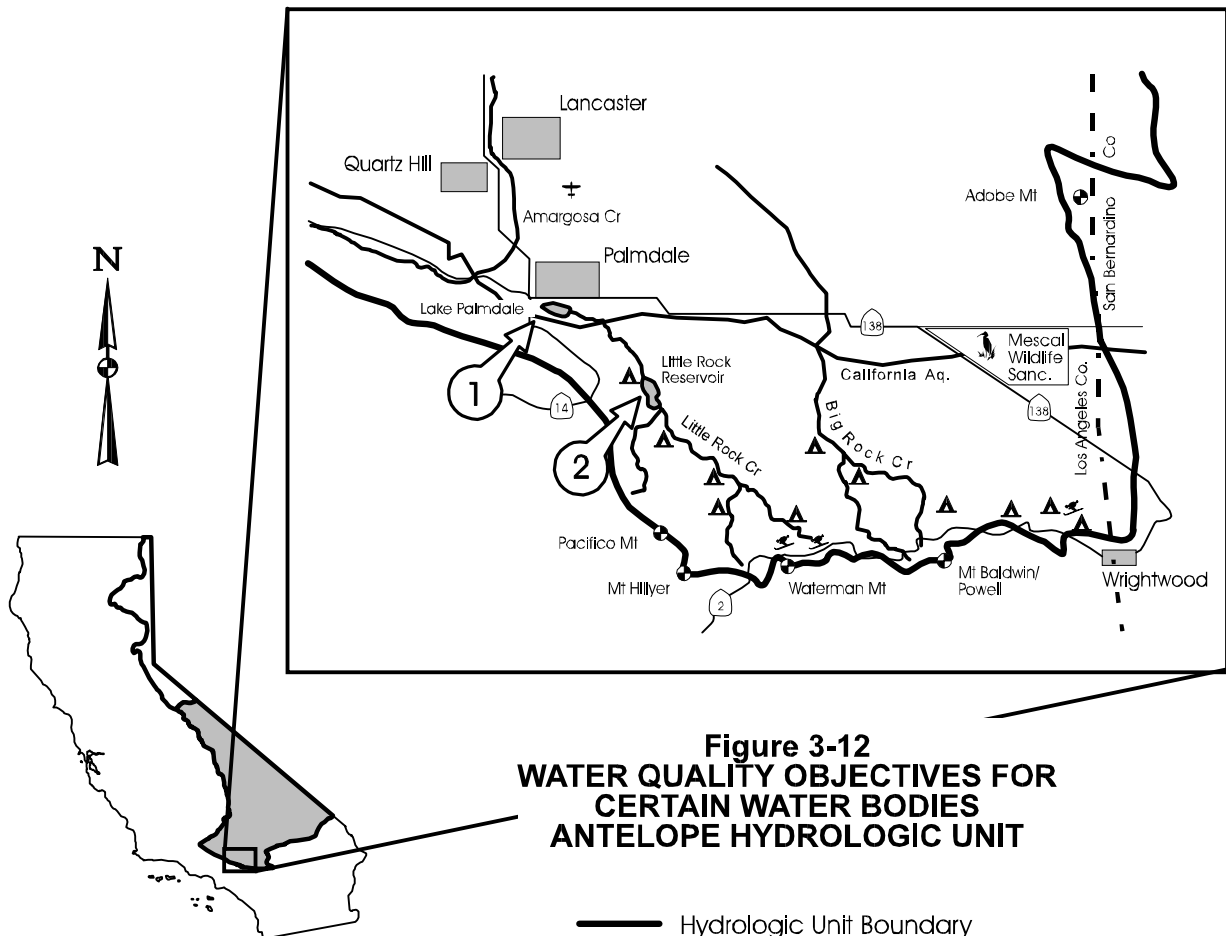 Lancaster
Quartz Hill
Amargosa Cr
Palmdale
Lake Palmdale
Adobe Mt
San Bernardino Co
Los Angeles Co.
138
Mescal
Wildlife
Sanc.
California Aq.
138
Little Rock
Reservoir
1
14
2
Little Rock Cr
Big Rock Cr
Pacifico Mt
Mt Hillyer
Waterman Mt
Mt Baldwin/
Powell
Wrightwood
2
N
Figure 3-12
WATER QUALITY OBJECTIVES FOR
CERTAIN WATER BODIES
ANTELOPE HYDROLOGIC UNIT
Hydrologic Unit Boundary